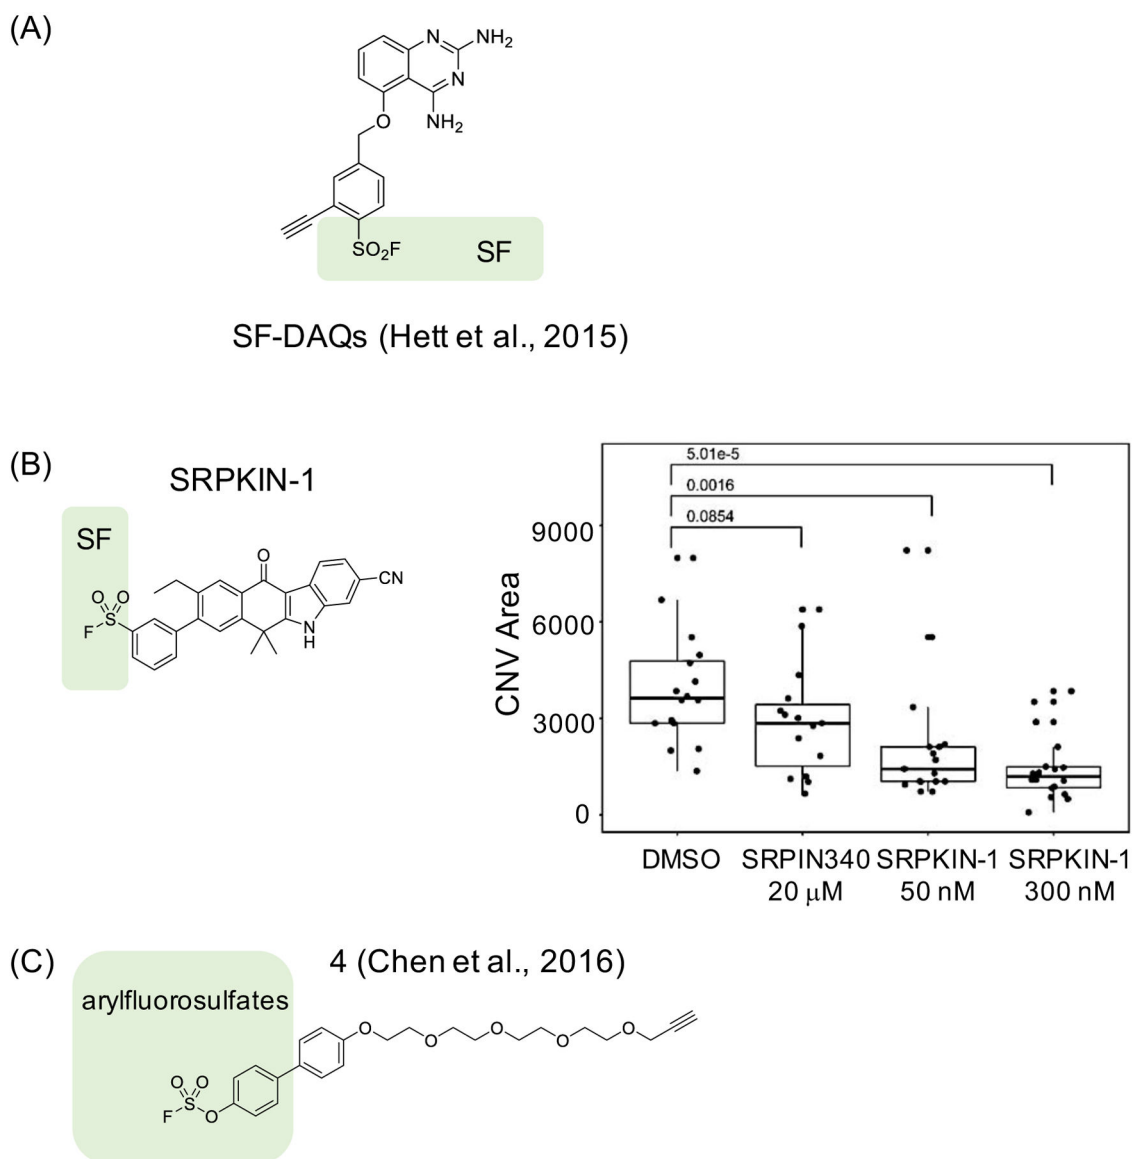 (A)
N
NH₂
N
O
NH₂
SO₂F
SF
SF-DAQs (Hett et al., 2015)
(B)
SRPKIN-1
SF
O O
S
F
O
CN
N
H
5.01e-5
0.0016
0.0854
9000
6000
3000
0
CNV Area
DMSO SRPIN340 SRPKIN-1 SRPKIN-1
20 μM 50 nM 300 nM
(C)
4 (Chen et al., 2016)
arylfluorosulfates
O O O O O
O O
S
F O